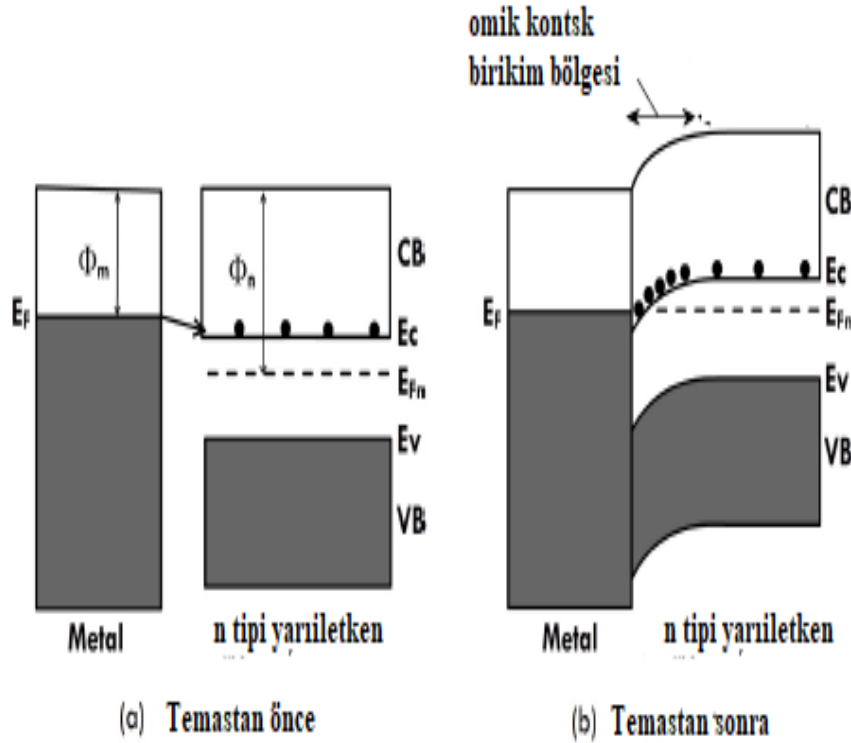 omik kontsk
birikim bölgesi
Φm
Φn
CB
EF
Ec
EFn
Ev
VB
Metal
n tipi yarıiletken
(a) Temastan önce
CB
Ec
EF
EFn
Ev
VB
Metal
n tipi yarıiletken
(b) Temastan sonra